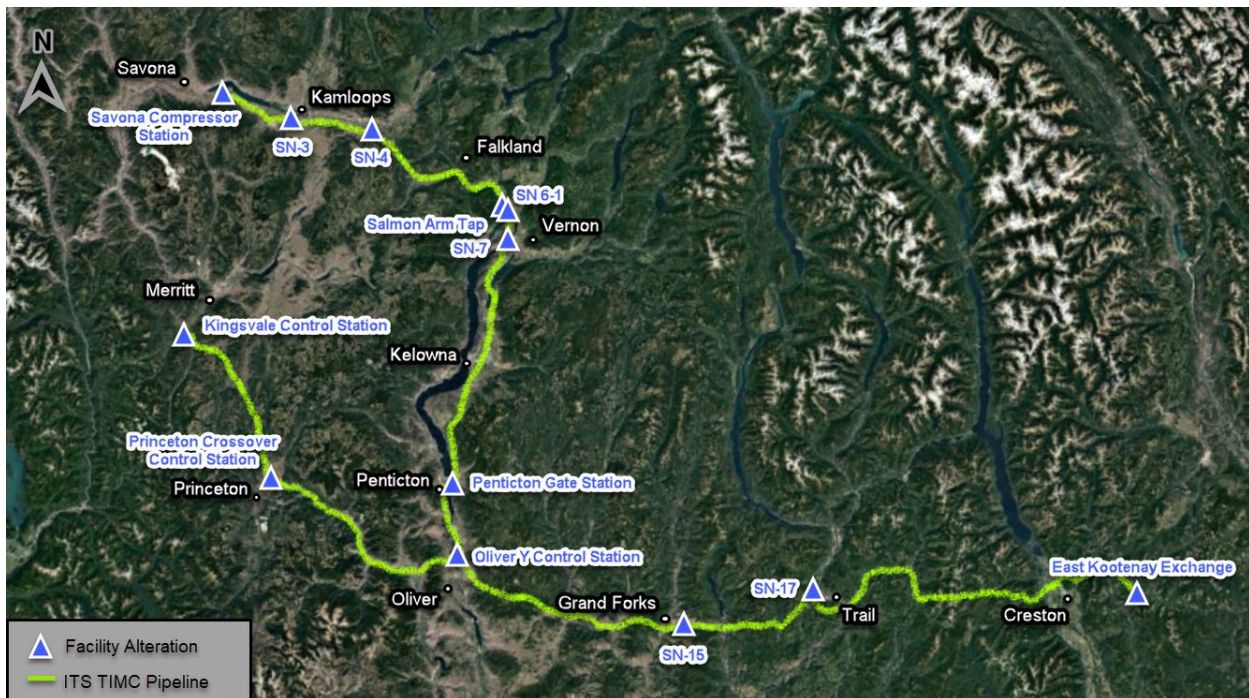 N
Savona
Savona Compressor
Station
Kamloops
SN-3
SN-4
Falkland
SN 6-1
Salmon Arm Tap
SN-7
Vernon
Merritt
Kingsvale Control Station
Kelowna
Princeton Crossover
Control Station
Princeton
Penticton
Penticton Gate Station
Oliver Y Control Station
Oliver
Grand Forks
SN-15
SN-17
Trail
East Kootenay Exchange
Creston
Facility Alteration
ITS TIMC Pipeline